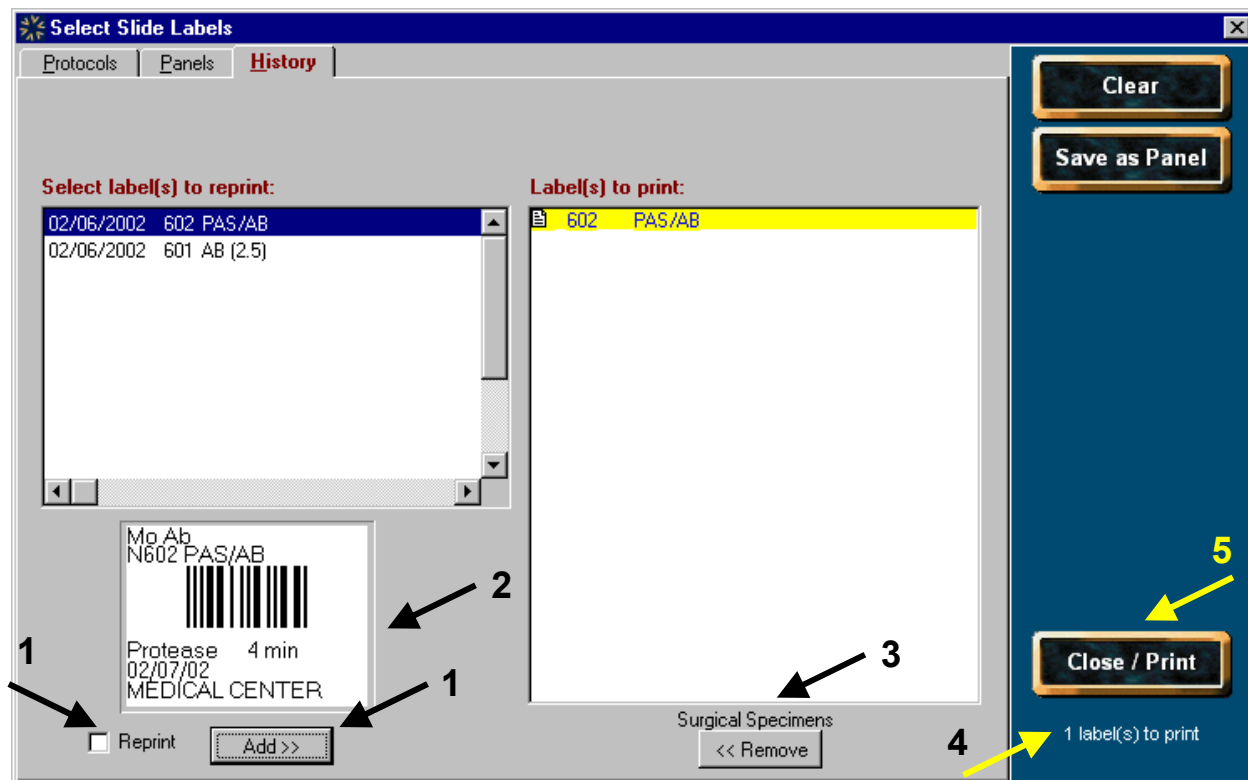 Select Slide Labels
Protocols Panels History
Clear
Save as Panel
Select label(s) to reprint:
Label(s) to print:
02/06/2002 602 PAS/AB
02/06/2002 601 AB (2.5)
602 PAS/AB
Mo Ab
N602 PAS/AB
Protease 4 min
02/07/02
MEDICAL CENTER
2
1
1
Reprint
Add >>
3
Surgical Specimens
<< Remove
5
Close / Print
4
1 label(s) to print